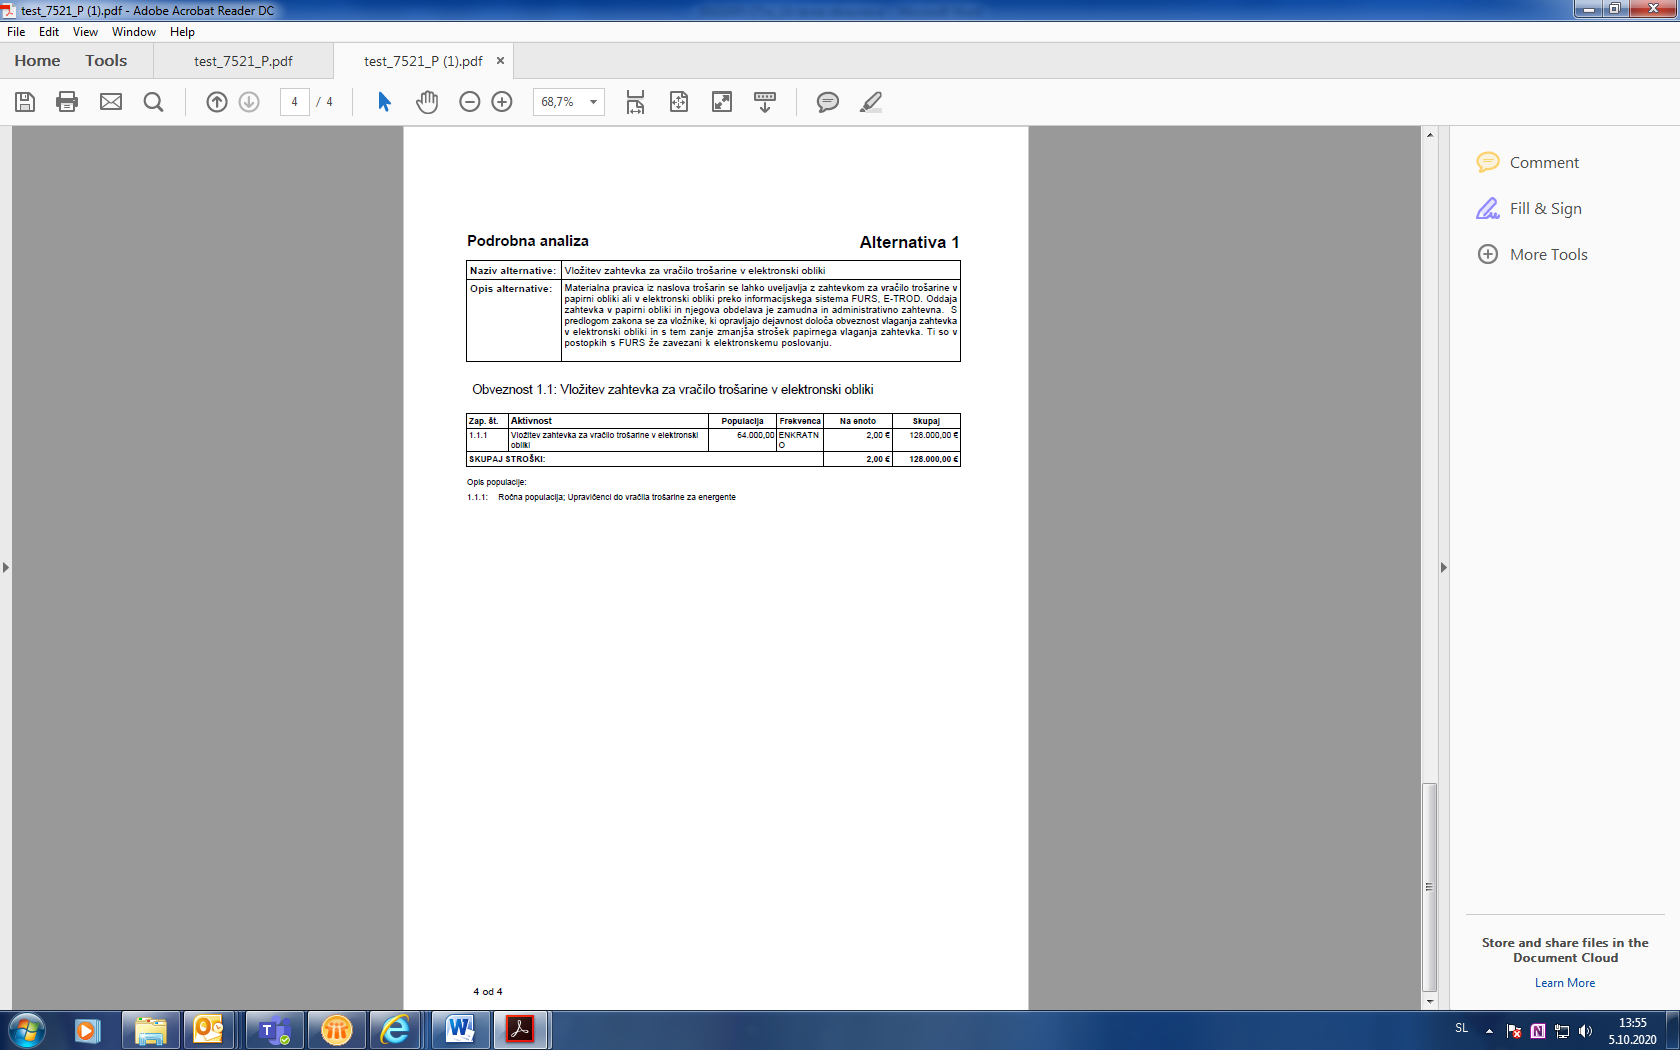 test_7521_P (1).pdf - Adobe Acrobat Reader DC
File Edit View Window Help
Home Tools test_7521_P.pdf test_7521_P (1).pdf ×
4 / 4 68,7%
Comment
Fill & Sign
More Tools
Podrobna analiza Alternativa 1
Naziv alternative: Vložitev zahtevka za vračilo trošarine v elektronski obliki
Opis alternative: Materialna pravica iz naslova trošarin se lahko uveljavlja z zahtevkom za vračilo trošarine v
papirni obliki ali v elektronski obliki preko informacijskega sistema FURS, E-TROD. Oddaja
zahtevka v papirni obliki in njegova obdelava je zamudna in administrativno zahtevna. S
predlogom zakona se za vložnike, ki opravljajo dejavnost določa obveznost vlaganja zahtevka
v elektronski obliki in s tem zanje zmanjša strošek papirnega vlaganja zahtevka. Ti so v
postopkih s FURS že zavezani k elektronskemu poslovanju.
Obveznost 1.1: Vložitev zahtevka za vračilo trošarine v elektronski obliki
Zap. št. Aktivnost Populacija Frekvenca Na enoto Skupaj
1.1.1 Vložitev zahtevka za vračilo trošarine v elektronski 64.000,00 ENKRATN 2,00 € 128.000,00 €
obliki O
SKUPAJ STROŠKI: 2,00 € 128.000,00 €
Opis populacije:
1.1.1: Ročna populacija; Upravičenci do vračila trošarine za energente
4 od 4
Store and share files in the
Document Cloud
Learn More
SL 13:55
5.10.2020